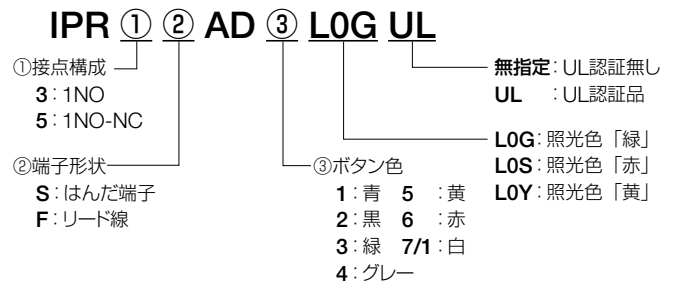 IPR ① ② AD ③ L0G UL
①接点構成
3：1NO
5：1NO-NC
②端子形状
S：はんだ端子
F：リード線
③ボタン色
1：青 5 ：黄
2：黒 6 ：赤
3：緑 7/1：白
4：グレー
無指定：UL認証無し
UL ：UL認証品
L0G：照光色「緑」
L0S：照光色「赤」
L0Y：照光色「黄」